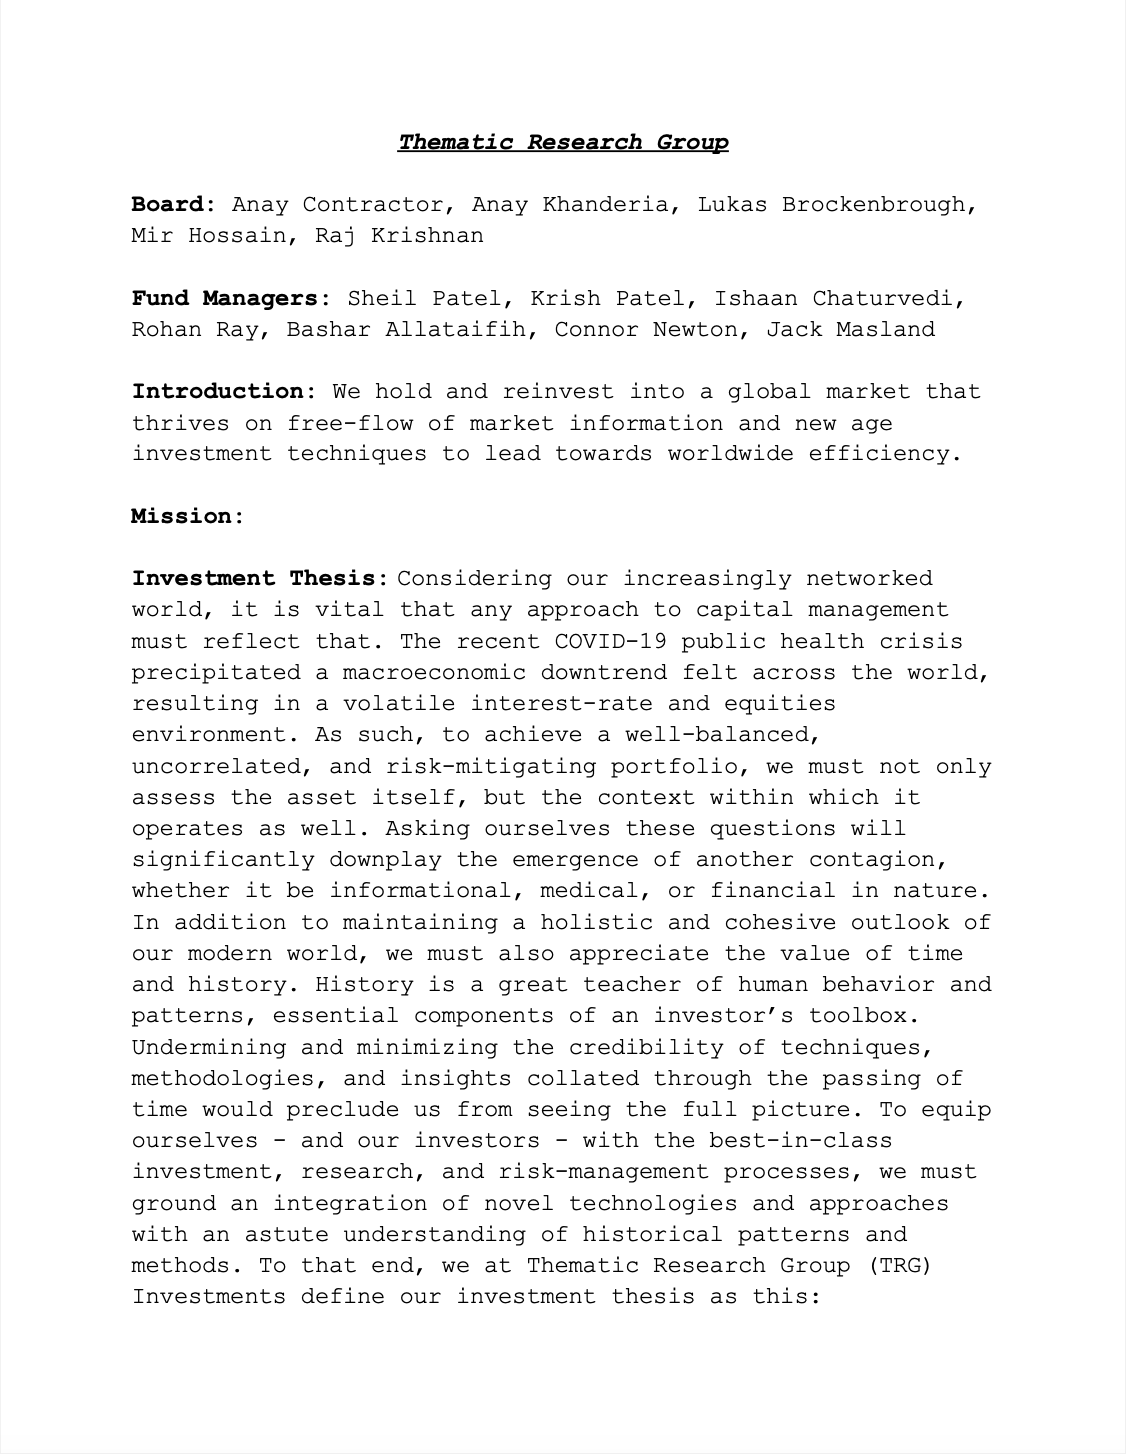 Thematic Research Group
Board: Anay Contractor, Anay Khanderia, Lukas Brockenbrough,
Mir Hossain, Raj Krishnan
Fund Managers: Sheil Patel, Krish Patel, Ishaan Chaturvedi,
Rohan Ray, Bashar Allataifih, Connor Newton, Jack Masland
Introduction: We hold and reinvest into a global market that
thrives on free-flow of market information and new age
investment techniques to lead towards worldwide efficiency.
Mission:
Investment Thesis: Considering our increasingly networked
world, it is vital that any approach to capital management
must reflect that. The recent COVID-19 public health crisis
precipitated a macroeconomic downtrend felt across the world,
resulting in a volatile interest-rate and equities
environment. As such, to achieve a well-balanced,
uncorrelated, and risk-mitigating portfolio, we must not only
assess the asset itself, but the context within which it
operates as well. Asking ourselves these questions will
significantly downplay the emergence of another contagion,
whether it be informational, medical, or financial in nature.
In addition to maintaining a holistic and cohesive outlook of
our modern world, we must also appreciate the value of time
and history. History is a great teacher of human behavior and
patterns, essential components of an investor’s toolbox.
Undermining and minimizing the credibility of techniques,
methodologies, and insights collated through the passing of
time would preclude us from seeing the full picture. To equip
ourselves - and our investors - with the best-in-class
investment, research, and risk-management processes, we must
ground an integration of novel technologies and approaches
with an astute understanding of historical patterns and
methods. To that end, we at Thematic Research Group (TRG)
Investments define our investment thesis as this: